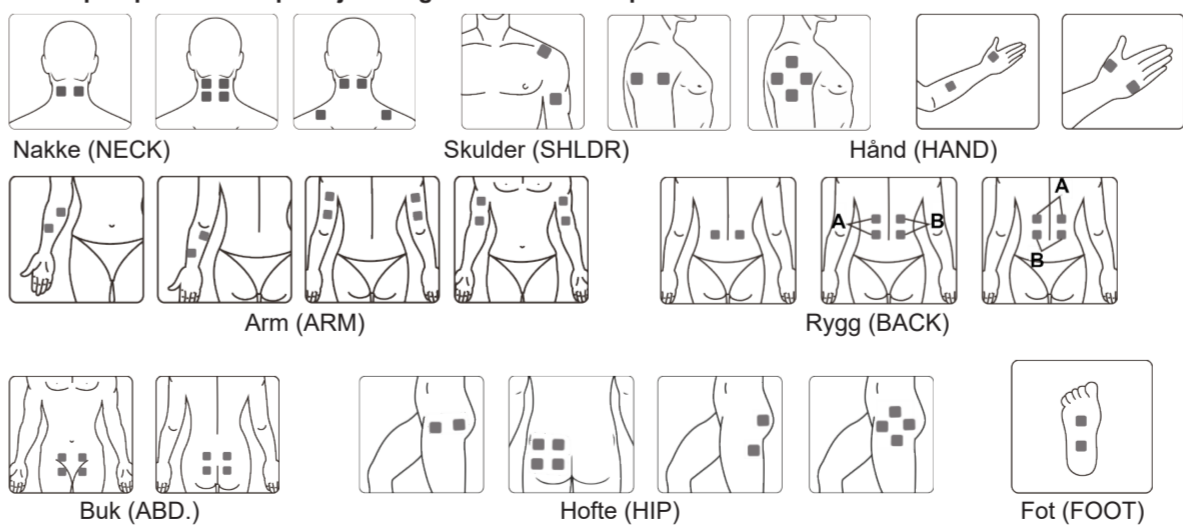 Nakke (NECK)
Skulder (SHLDR)
Hånd (HAND)
A
B
A
B
Arm (ARM)
Rygg (BACK)
Buk (ABD.)
Hofte (HIP)
Fot (FOOT)